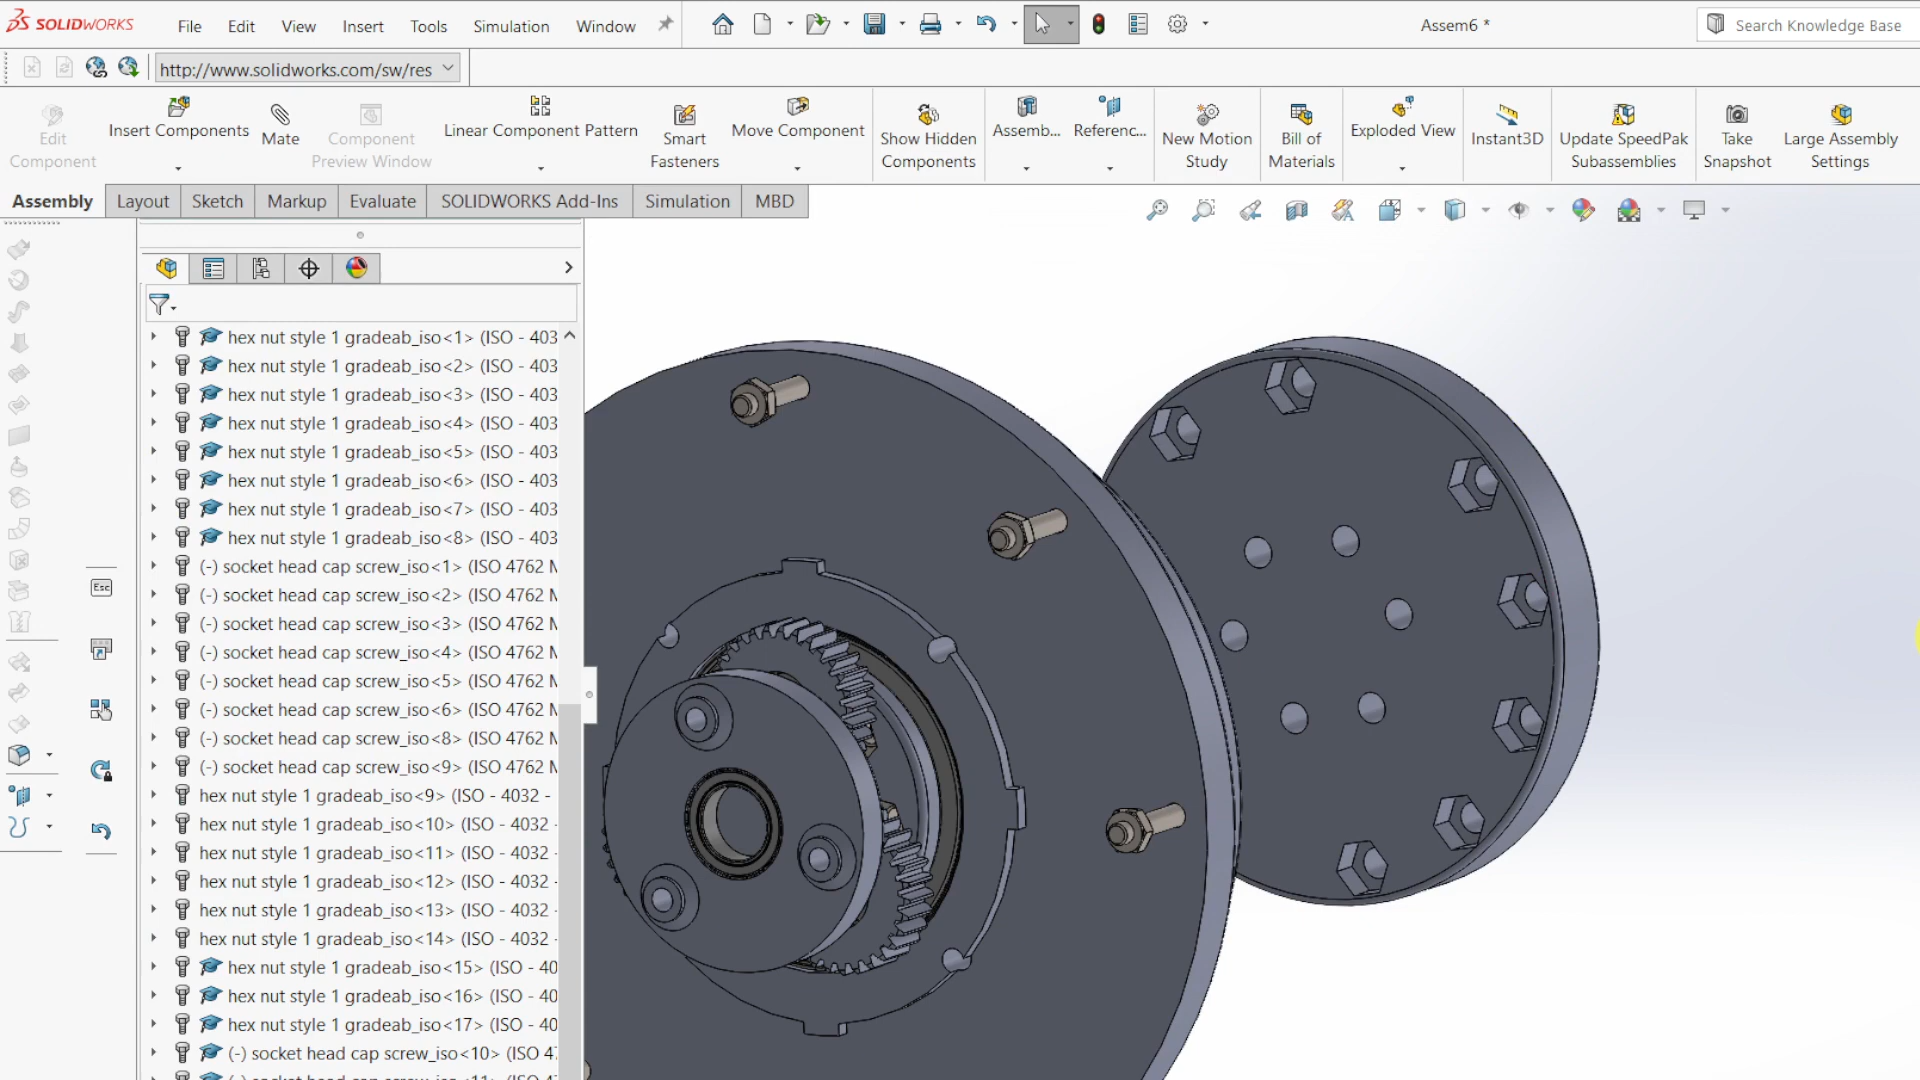 SOLIDWORKS File Edit View Insert Tools Simulation Window Assem6 * Search Knowledge Base
http://www.solidworks.com/sw/res
Edit Component
Insert Components
Mate
Component Preview Window
Linear Component Pattern
Smart Fasteners
Move Component
Show Hidden Components
Assemb...
Referenc...
New Motion Study
Bill of Materials
Exploded View
Instant3D
Update SpeedPak Subassemblies
Take Snapshot
Large Assembly Settings
Assembly Layout Sketch Markup Evaluate SOLIDWORKS Add-Ins Simulation MBD
hex nut style 1 gradeab_iso<1> (ISO - 403
hex nut style 1 gradeab_iso<2> (ISO - 403
hex nut style 1 gradeab_iso<3> (ISO - 403
hex nut style 1 gradeab_iso<4> (ISO - 403
hex nut style 1 gradeab_iso<5> (ISO - 403
hex nut style 1 gradeab_iso<6> (ISO - 403
hex nut style 1 gradeab_iso<7> (ISO - 403
hex nut style 1 gradeab_iso<8> (ISO - 403
(-) socket head cap screw_iso<1> (ISO 4762
(-) socket head cap screw_iso<2> (ISO 4762
(-) socket head cap screw_iso<3> (ISO 4762
(-) socket head cap screw_iso<4> (ISO 4762
(-) socket head cap screw_iso<5> (ISO 4762
(-) socket head cap screw_iso<6> (ISO 4762
(-) socket head cap screw_iso<8> (ISO 4762
(-) socket head cap screw_iso<9> (ISO 4762
hex nut style 1 gradeab_iso<9> (ISO - 4032 -
hex nut style 1 gradeab_iso<10> (ISO - 4032 -
hex nut style 1 gradeab_iso<11> (ISO - 4032 -
hex nut style 1 gradeab_iso<12> (ISO - 4032 -
hex nut style 1 gradeab_iso<13> (ISO - 4032 -
hex nut style 1 gradeab_iso<14> (ISO - 4032 -
hex nut style 1 gradeab_iso<15> (ISO - 40
hex nut style 1 gradeab_iso<16> (ISO - 40
hex nut style 1 gradeab_iso<17> (ISO - 40
(-) socket head cap screw_iso<10> (ISO
Esc